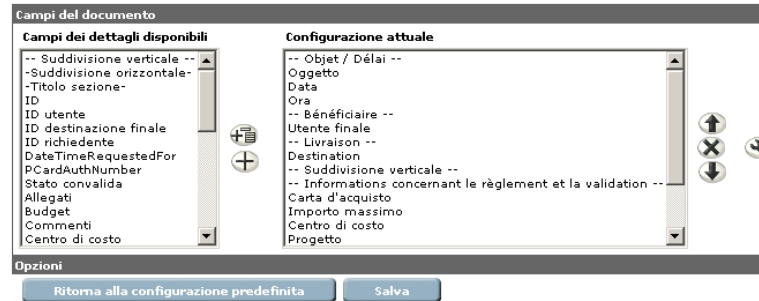 Campi del documento
Campi dei dettagli disponibili
-- Suddivisione verticale --
-Suddivisione orizzontale-
-Titolo sezione-
ID
ID utente
ID destinazione finale
ID richiedente
DateTimeRequestedFor
PCardAuthNumber
Stato convalida
Allegati
Budget
Commenti
Centro di costo
Configurazione attuale
-- Objet / Délai --
Oggetto
Data
Ora
-- Bénéficiaire --
Utente finale
-- Livraison --
Destination
-- Suddivisione verticale --
-- Informations concernant le règlement et la validation --
Carta d'acquisto
Importo massimo
Centro di costo
Progetto
Opzioni
Ritorna alla configurazione predefinita
Salva